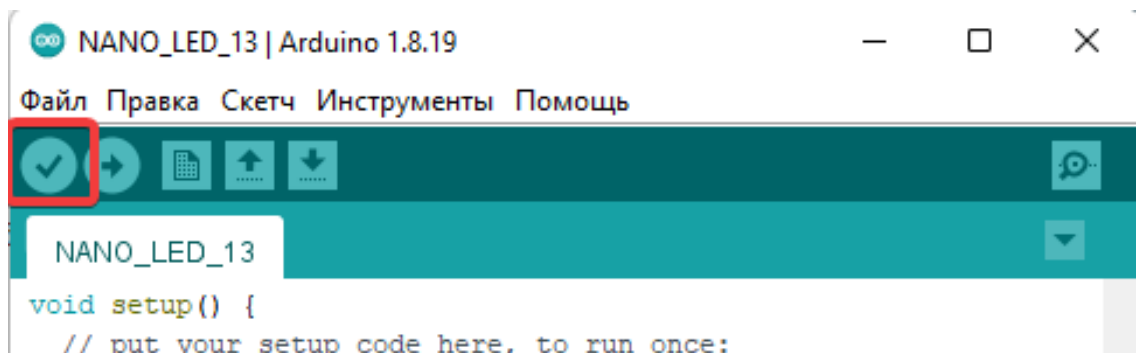 NANO_LED_13 | Arduino 1.8.19
Файл Правка Скетч Инструменты Помощь
NANO_LED_13
void setup() {
// put your setup code here, to run once: